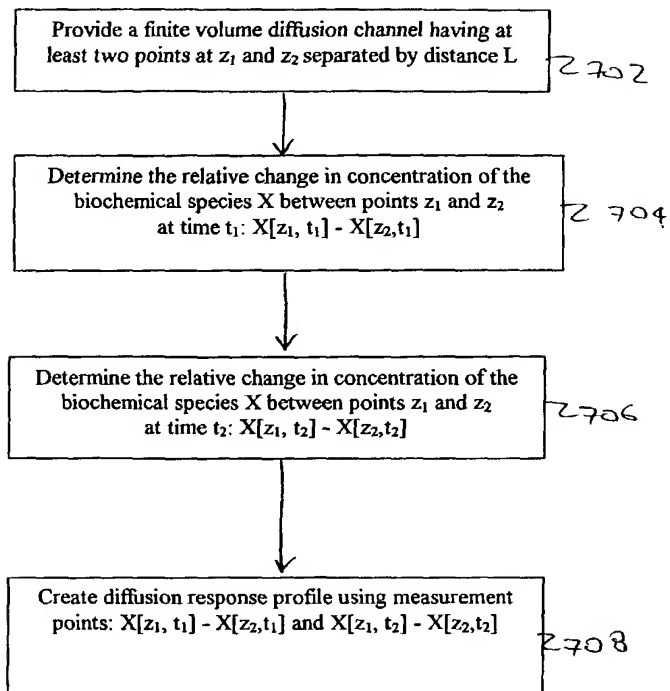 Provide a finite volume diffusion channel having at
least two points at z₁ and z₂ separated by distance L
702
Determine the relative change in concentration of the
biochemical species X between points z₁ and z₂
at time t₁: X[z₁, t₁] - X[z₂,t₁]
704
Determine the relative change in concentration of the
biochemical species X between points z₁ and z₂
at time t₂: X[z₁, t₂] - X[z₂,t₂]
706
Create diffusion response profile using measurement
points: X[z₁, t₁] - X[z₂,t₁] and X[z₁, t₂] - X[z₂,t₂]
708